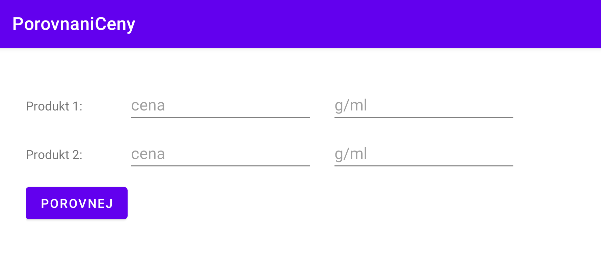 PorovnaniCeny
Produkt 1: cena g/ml
Produkt 2: cena g/ml
POROVNEJ